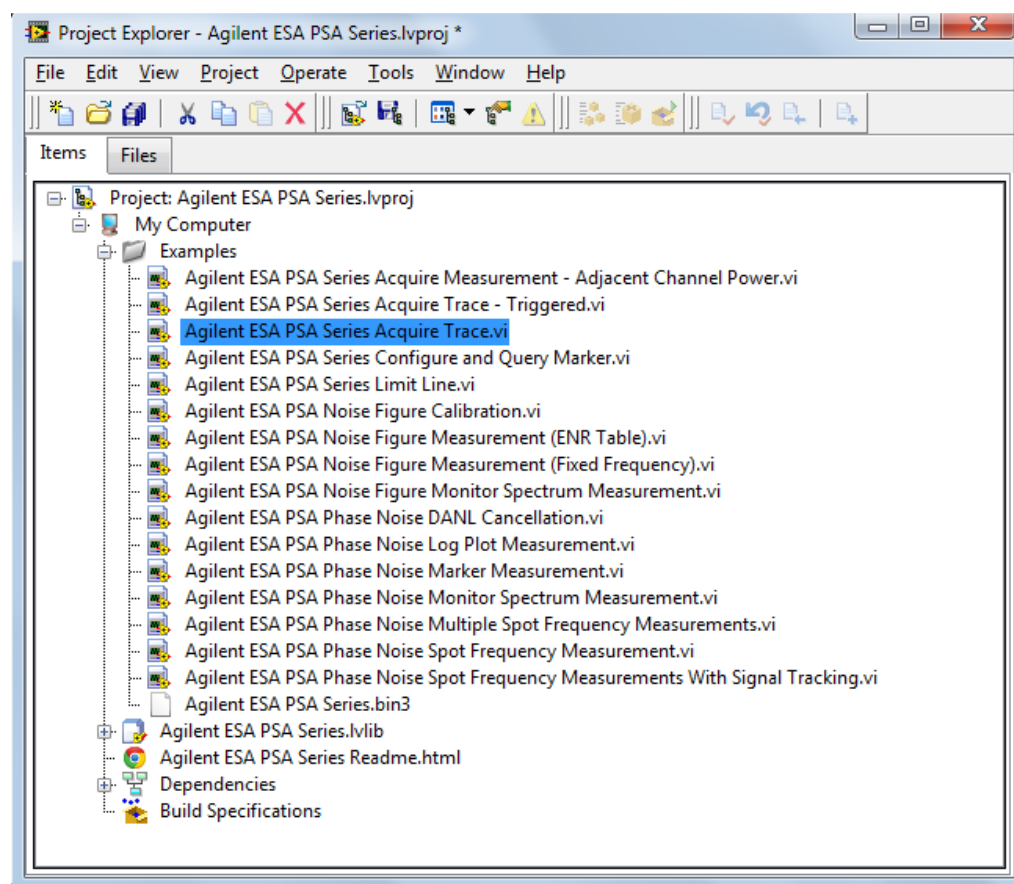 Project Explorer - Agilent ESA PSA Series.lvproj *
File Edit View Project Operate Tools Window Help
Items Files
Project: Agilent ESA PSA Series.lvproj
My Computer
Examples
Agilent ESA PSA Series Acquire Measurement - Adjacent Channel Power.vi
Agilent ESA PSA Series Acquire Trace - Triggered.vi
Agilent ESA PSA Series Acquire Trace.vi
Agilent ESA PSA Series Configure and Query Marker.vi
Agilent ESA PSA Series Limit Line.vi
Agilent ESA PSA Noise Figure Calibration.vi
Agilent ESA PSA Noise Figure Measurement (ENR Table).vi
Agilent ESA PSA Noise Figure Measurement (Fixed Frequency).vi
Agilent ESA PSA Noise Figure Monitor Spectrum Measurement.vi
Agilent ESA PSA Phase Noise DANL Cancellation.vi
Agilent ESA PSA Phase Noise Log Plot Measurement.vi
Agilent ESA PSA Phase Noise Marker Measurement.vi
Agilent ESA PSA Phase Noise Monitor Spectrum Measurement.vi
Agilent ESA PSA Phase Noise Multiple Spot Frequency Measurements.vi
Agilent ESA PSA Phase Noise Spot Frequency Measurement.vi
Agilent ESA PSA Phase Noise Spot Frequency Measurements With Signal Tracking.vi
Agilent ESA PSA Series.bin3
Agilent ESA PSA Series.lvlib
Agilent ESA PSA Series Readme.html
Dependencies
Build Specifications